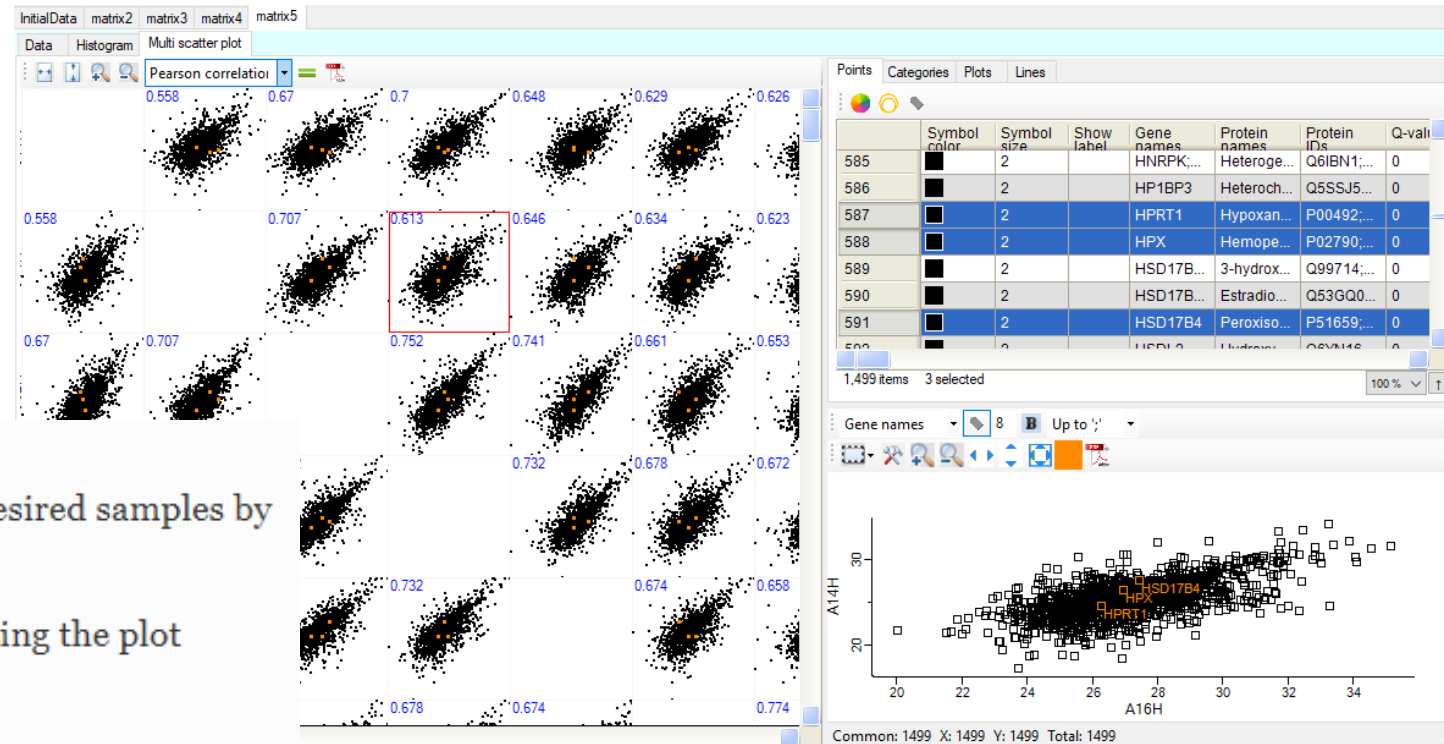 InitialData matrix2 matrix3 matrix4 matrix5
Data Histogram Multi scatter plot
Pearson correlation
0.558 0.67 0.7 0.648 0.629 0.626
0.558 0.707 0.613 0.646 0.634 0.623
0.67 0.707 0.752 0.741 0.661 0.653
0.732 0.678 0.672
0.732 0.674 0.658
0.678 0.674 0.774
esired samples by
ing the plot
Points Categories Plots Lines
Symbol color Symbol size Show label Gene names Protein names Protein IDs Q-valu
585 2 HNRPK;... Heteroge... Q6IBN1;... 0
586 2 HP1BP3 Heteroch... Q5SSJ5... 0
587 2 HPRT1 Hypoxan... P00492;... 0
588 2 HPX Hemope... P02790;... 0
589 2 HSD17B... 3-hydrox... Q99714;... 0
590 2 HSD17B... Estradio... Q53GQ0... 0
591 2 HSD17B4 Peroxiso... P51659;... 0
1,499 items 3 selected
100 %
Gene names 8 B Up to ';'
30
20
A14H
HSD17B4
HPX
HPRT1
20 22 24 26 28 30 32 34
A16H
Common: 1499 X: 1499 Y: 1499 Total: 1499